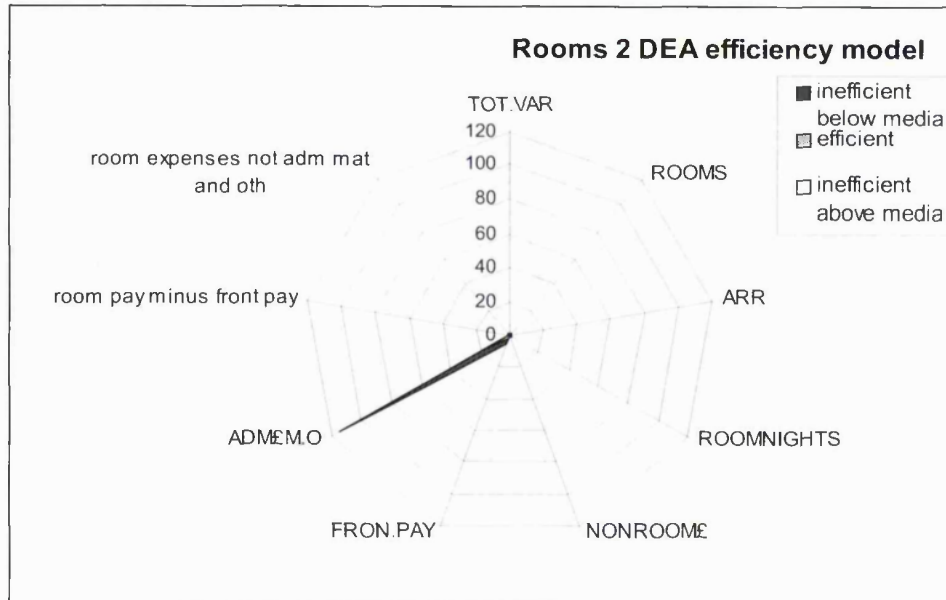 Rooms 2 DEA efficiency model
inefficient
below media
efficient
inefficient
above media
TOT.VAR
ROOMS
ARR
ROOMNIGHTS
NONROOM£
FRON.PAY
ADM£M.O
room pay minus front pay
room expenses not adm mat
and oth
120
100
80
60
40
20
0